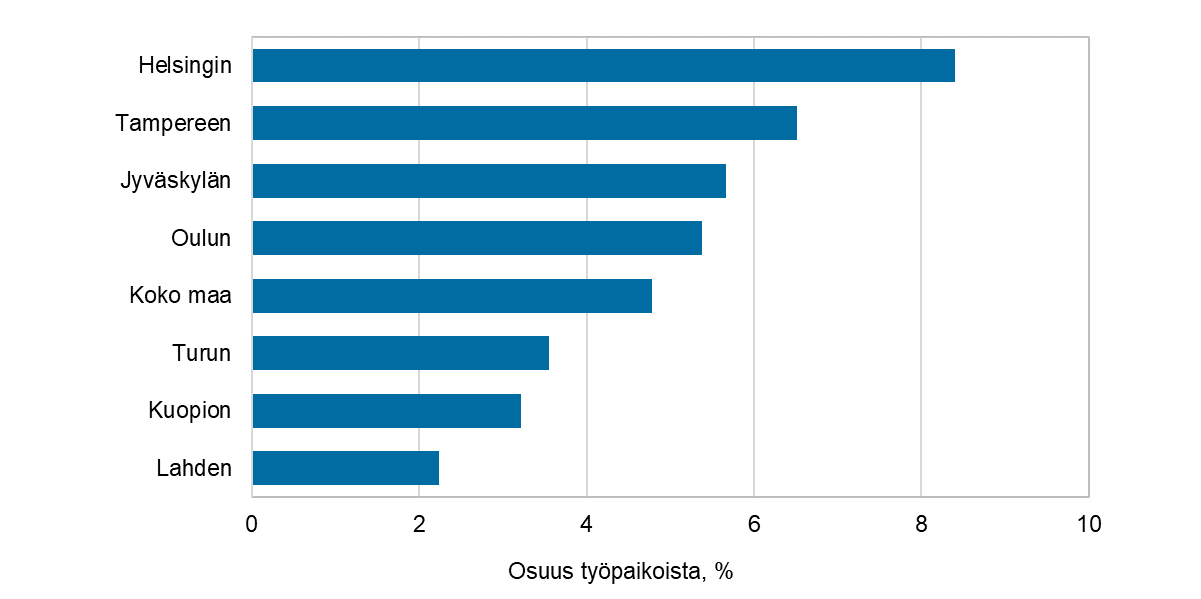 Helsingin
Tampereen
Jyväskylän
Oulun
Koko maa
Turun
Kuopion
Lahden
0 2 4 6 8 10
Osuus työpaikoista, %